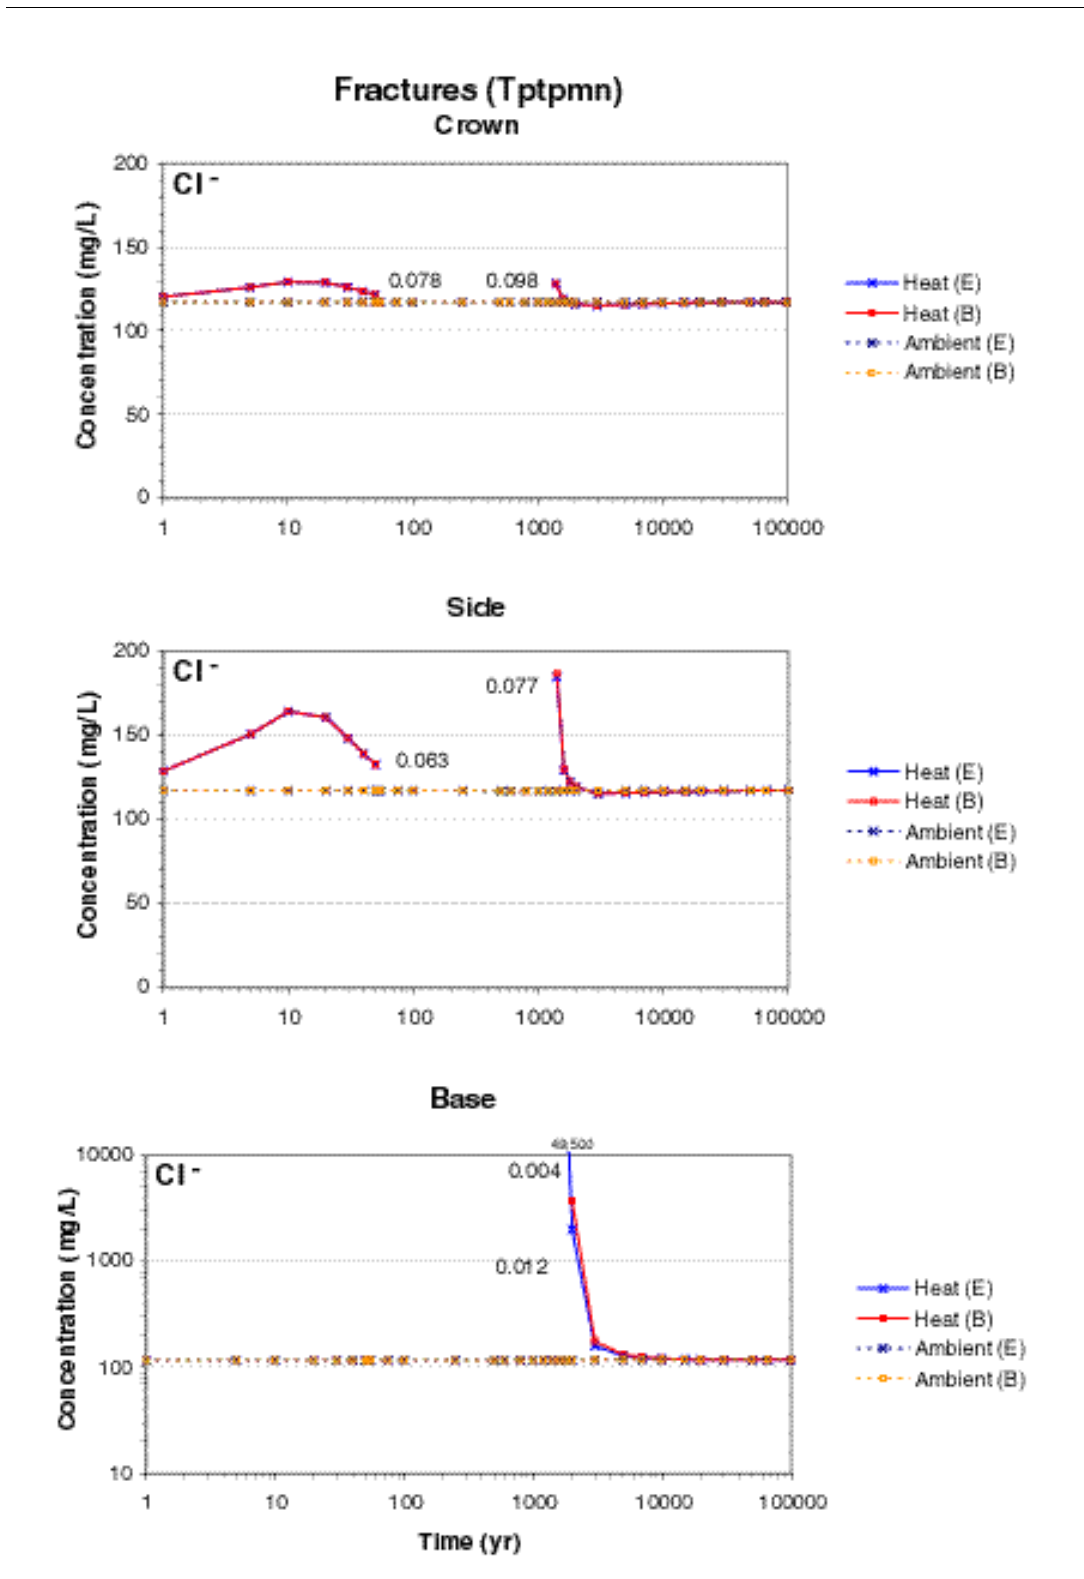 Fractures (Tptpmn)
Crown
Cl -
Concentration (mg/L)
200
150
100
50
0
0.078
0.098
1
10
100
1000
10000
100000
Heat (E)
Heat (B)
Ambient (E)
Ambient (B)
Side
Cl -
Concentration (mg/L)
200
150
100
50
0
0.077
0.063
1
10
100
1000
10000
100000
Heat (E)
Heat (B)
Ambient (E)
Ambient (B)
Base
Cl -
Concentration (mg/L)
10000
1000
100
10
49,500
0.004
0.012
1
10
100
1000
10000
100000
Time (yr)
Heat (E)
Heat (B)
Ambient (E)
Ambient (B)